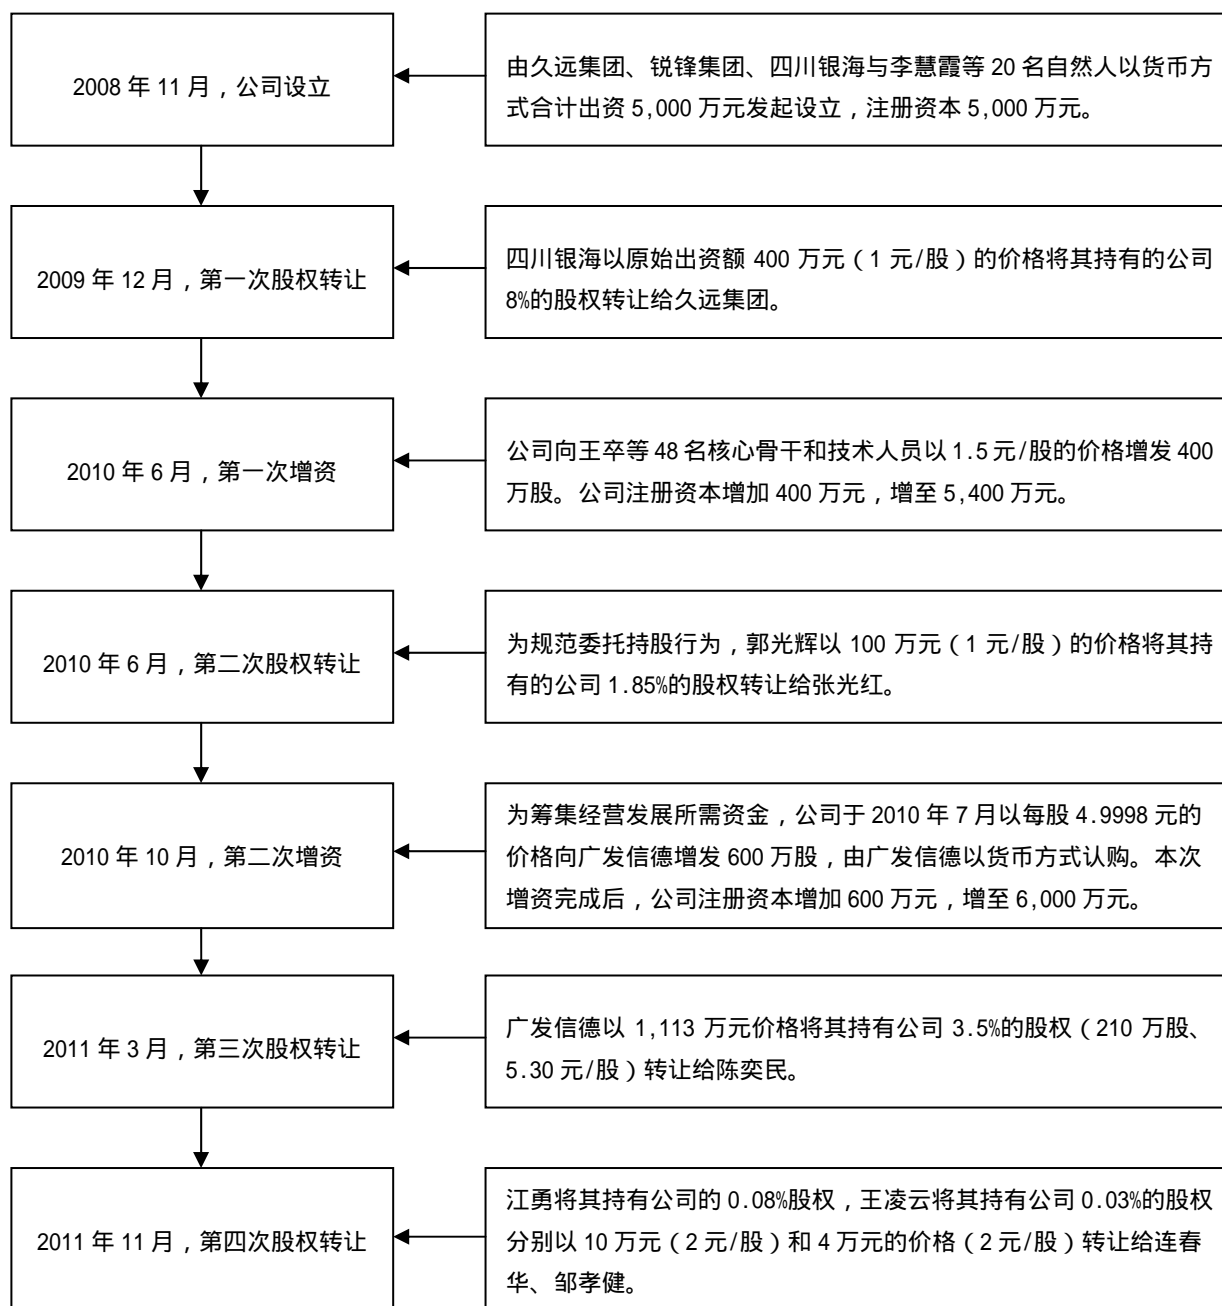 2008 年 11 月，公司设立
由久远集团、锐锋集团、四川银海与李慧霞等 20 名自然人以货币方
式合计出资 5,000 万元发起设立，注册资本 5,000 万元。
2009 年 12 月，第一次股权转让
四川银海以原始出资额 400 万元（1 元/股）的价格将其持有的公司
8%的股权转让给久远集团。
2010 年 6 月，第一次增资
公司向王卒等 48 名核心骨干和技术人员以 1.5 元/股的价格增发 400
万股。公司注册资本增加 400 万元，增至 5,400 万元。
2010 年 6 月，第二次股权转让
为规范委托持股行为，郭光辉以 100 万元（1 元/股）的价格将其持
有的公司 1.85%的股权转让给张光红。
2010 年 10 月，第二次增资
为筹集经营发展所需资金，公司于 2010 年 7 月以每股 4.9998 元的
价格向广发信德增发 600 万股，由广发信德以货币方式认购。本次
增资完成后，公司注册资本增加 600 万元，增至 6,000 万元。
2011 年 3 月，第三次股权转让
广发信德以 1,113 万元价格将其持有公司 3.5%的股权（210 万股、
5.30 元/股）转让给陈奕民。
2011 年 11 月，第四次股权转让
江勇将其持有公司的 0.08%股权，王凌云将其持有公司 0.03%的股权
分别以 10 万元（2 元/股）和 4 万元的价格（2 元/股）转让给连春
华、邹孝健。